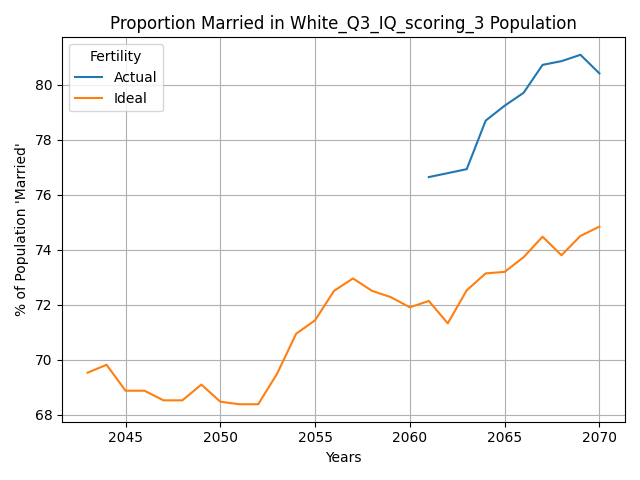 Proportion Married in White_Q3_IQ_scoring_3 Population
Fertility
Actual
Ideal
% of Population 'Married'
80
78
76
74
72
70
68
2045 2050 2055 2060 2065 2070
Years